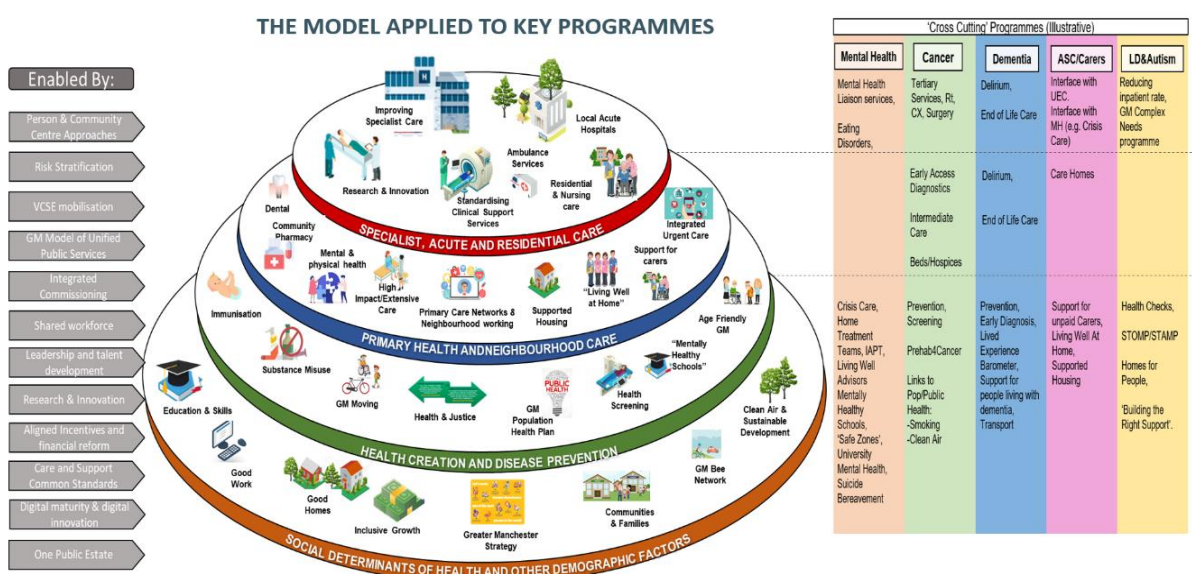 THE MODEL APPLIED TO KEY PROGRAMMES
Enabled By:
Person & Community
Centre Approaches
Risk Stratification
VCSE mobilisation
GM Model of Unified
Public Services
Integrated
Commissioning
Shared workforce
Leadership and talent
development
Research & Innovation
Aligned Incentives and
financial reform
Care and Support
Common Standards
Digital maturity & digital
innovation
One Public Estate
H
Improving
Specialist Care
Local Acute
Hospitals
Ambulance
Services
Research & Innovation
Standardising
Clinical Support
Services
Residential
& Nursing
care
SPECIALIST, ACUTE AND RESIDENTIAL CARE
Dental
Community
Pharmacy
Mental &
physical health
High
Impact/Extensive
Care
Primary Care Networks &
Neighbourhood working
Supported
Housing
"Living Well
at Home"
Support for
carers
Integrated
Urgent Care
PRIMARY HEALTH ANDNEIGHBOURHOOD CARE
Immunisation
Substance Misuse
GM Moving
Health & Justice
PUBLIC
HEALTH
GM
Population
Health Plan
Health
Screening
"Mentally
Healthy
'Schools"
Age Friendly
GM
HEALTH CREATION AND DISEASE PREVENTION
Education & Skills
Good
Work
Good
Homes
Inclusive Growth
Greater Manchester
Strategy
Communities
& Families
GM Bee
Network
Clean Air &
Sustainable
Development
SOCIAL DETERMINANTS OF HEALTH AND OTHER DEMOGRAPHIC FACTORS
'Cross Cutting' Programmes (Illustrative)
Mental Health
Mental Health
Liaison services,
Eating
Disorders,
Crisis Care,
Home
Treatment
Teams, IAPT,
Living Well
Advisors
Mentally
Healthy
Schools,
'Safe Zones',
University
Mental Health,
Suicide
Bereavement
Cancer
Tertiary
Services, Rt,
CX, Surgery
Early Access
Diagnostics
Intermediate
Care
Beds/Hospices
Prevention,
Screening
Prehab4Cancer
Links to
Pop/Public
Health:
-Smoking
-Clean Air
Dementia
Delirium,
End of Life Care
Delirium,
End of Life Care
Prevention,
Early Diagnosis,
Lived
Experience
Barometer,
Support for
people living with
dementia,
Transport
ASC/Carers
Interface with
UEC.
Interface with
MH (e.g. Crisis
Care)
Care Homes
Support for
unpaid Carers,
Living Well At
Home,
Supported
Housing
LD&Autism
Reducing
inpatient rate,
GM Complex
Needs
programme
Health Checks,
STOMP/STAMP
Homes for
People,
'Building the
Right Support'.